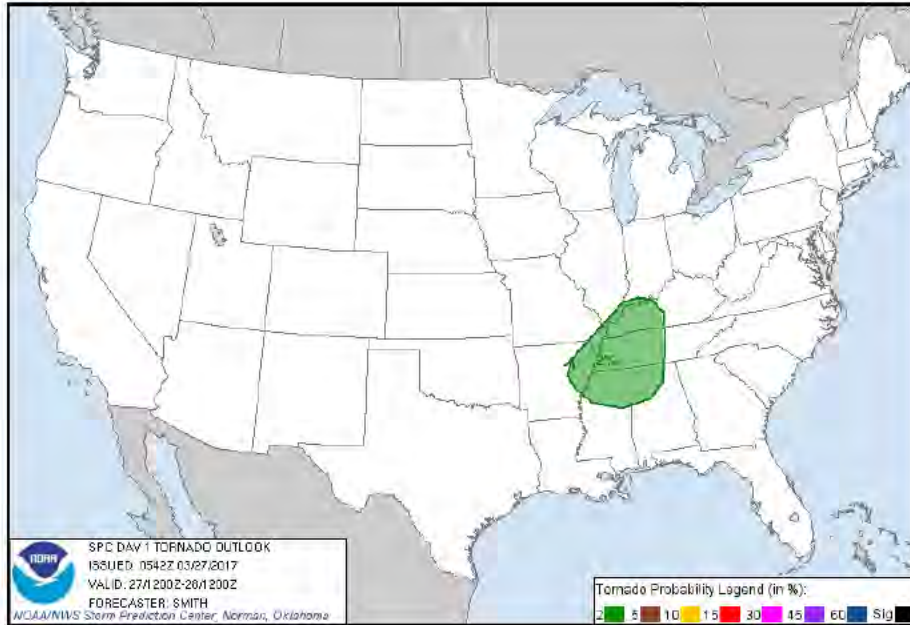 2%
NOAA
SPC DAY 1 TORNADO OUTLOOK
ISSUED: 0542Z 03/27/2017
VALID: 27/1200Z-28/1200Z
FORECASTER: SMITH
NOAA/NWS Storm Prediction Center, Norman, Oklahoma
Tornado Probability Legend (in %):
2 5 10 15 30 45 60 Sig